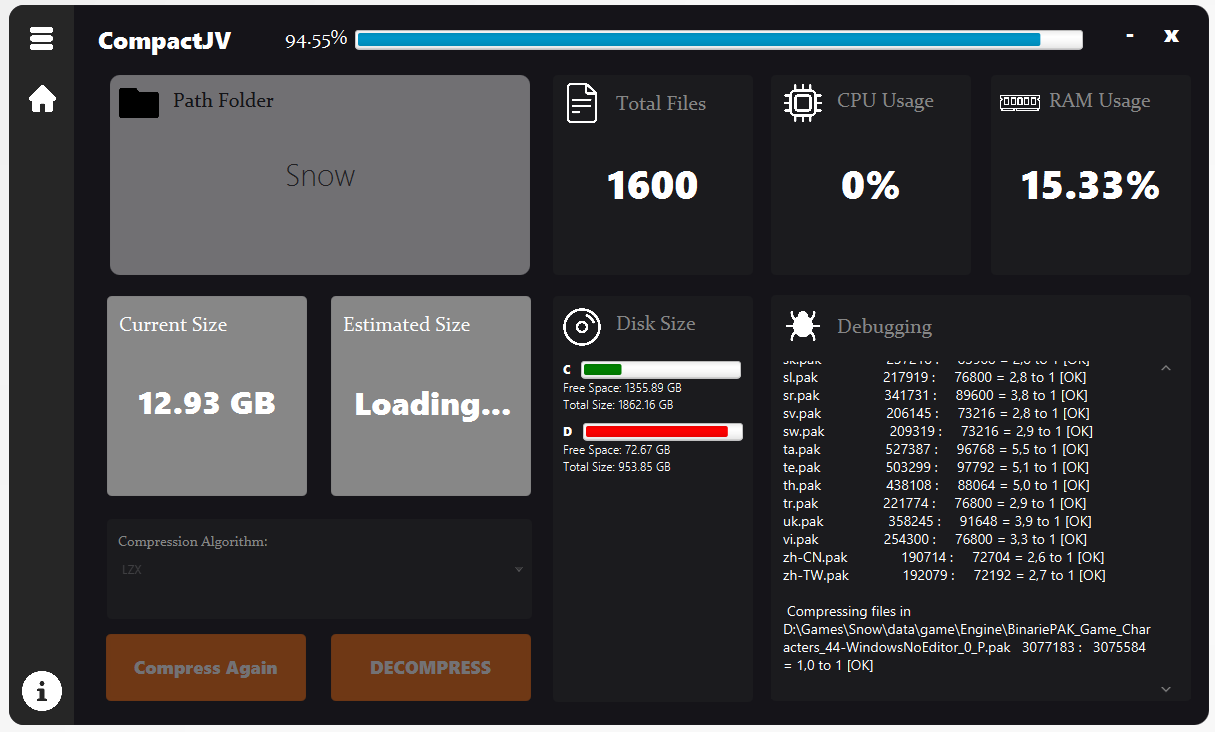 CompactJV
94.55%
-
x
Path Folder
Snow
Total Files
1600
CPU Usage
0%
RAM Usage
15.33%
Current Size
12.93 GB
Estimated Size
Loading...
Compression Algorithm:
LZX
Compress Again
DECOMPRESS
Disk Size
C
Free Space: 1355.89 GB
Total Size: 1862.16 GB
D
Free Space: 72.67 GB
Total Size: 953.85 GB
Debugging
sl.pak 217919 : 76800 = 2,8 to 1 [OK]
sr.pak 341731 : 89600 = 3,8 to 1 [OK]
sv.pak 206145 : 73216 = 2,8 to 1 [OK]
sw.pak 209319 : 73216 = 2,9 to 1 [OK]
ta.pak 527387 : 96768 = 5,5 to 1 [OK]
te.pak 503299 : 97792 = 5,1 to 1 [OK]
th.pak 438108 : 88064 = 5,0 to 1 [OK]
tr.pak 221774 : 76800 = 2,9 to 1 [OK]
uk.pak 358245 : 91648 = 3,9 to 1 [OK]
vi.pak 254300 : 76800 = 3,3 to 1 [OK]
zh-CN.pak 190714 : 72704 = 2,6 to 1 [OK]
zh-TW.pak 192079 : 72192 = 2,7 to 1 [OK]
Compressing files in
D:\Games\Snow\data\game\Engine\BinariePAK_Game_Char
acters_44-WindowsNoEditor_0_P.pak 3077183 : 3075584
= 1,0 to 1 [OK]
i